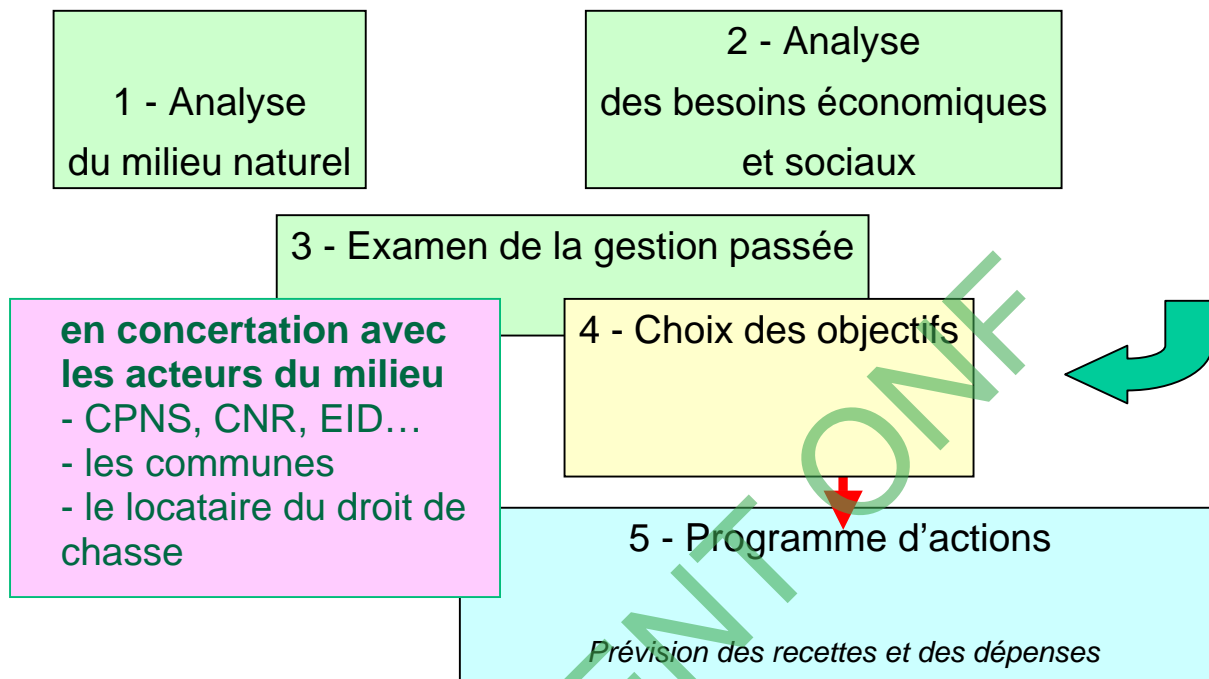 1 - Analyse
du milieu naturel
2 - Analyse
des besoins économiques
et sociaux
3 - Examen de la gestion passée
en concertation avec
les acteurs du milieu
- CPNS, CNR, EID…
- les communes
- le locataire du droit de
chasse
4 - Choix des objectifs
5 - Programme d'actions
Prévision des recettes et des dépenses
ENT ONF